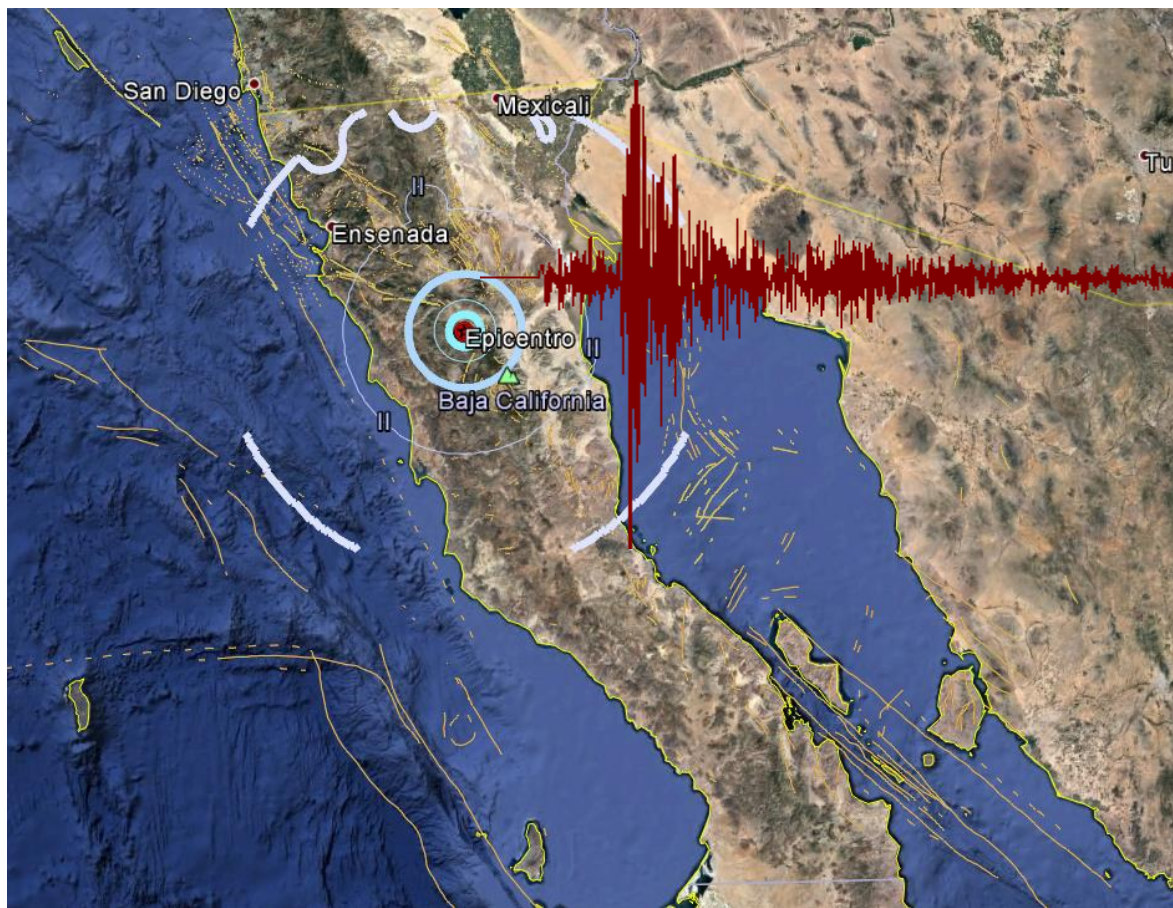 San Diego
Mexicali
Tu
II
Ensenada
Epicentro
II
Baja California
II